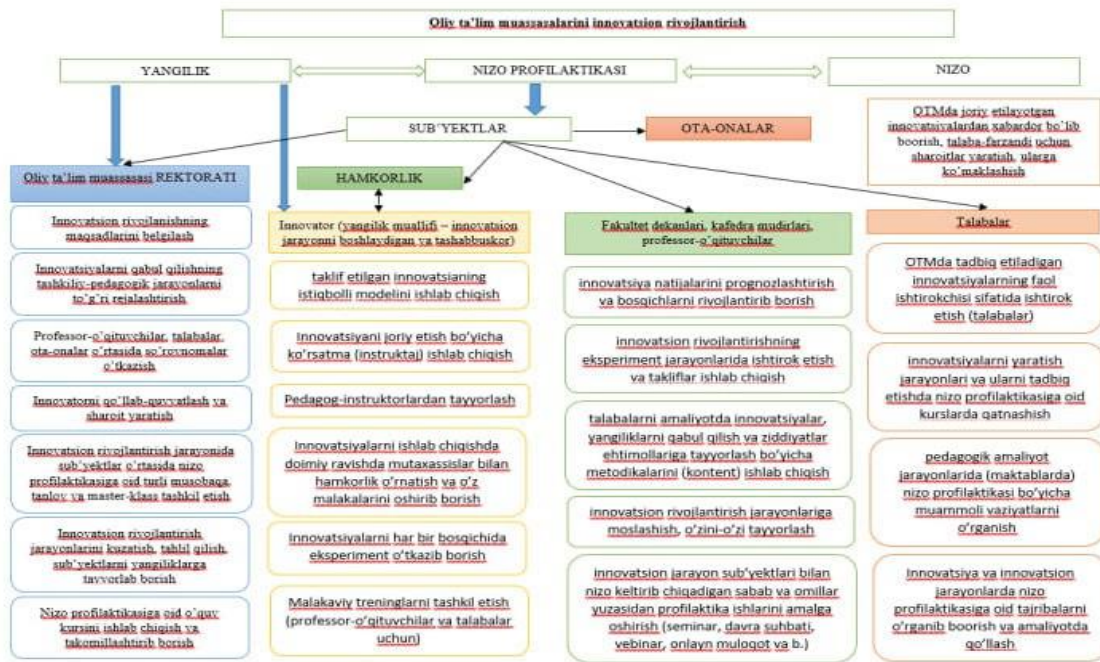 Oliy ta'lim muassasalarini innovatsion rivojlantirish
YANGILIK
NIZO PROFILAKTIKASI
NIZO
SUB'YEKTLAR
OTA-ONALAR
OTMda joriy etilayotgan
innovatsiyalardan xabardor bo'lib
boorish, talaba-farzandi uchun
sharoitlar yaratish, ularga
ko'maklashish
Oliy ta'lim muassasasi REKTORATI
Innovatsion rivojlanishning
maqsadlarini belgilash
Innovatsiyalarni qabul qilishning
tashkiliy-pedagogik jarayonlarni
to'g'ri rejalashtirish
Professor-o'qituvchilar, talabalar,
ota-onalar o'rtasida so'rovnomalar
o'tkazish
Innovatorni qo'llab-quvvatlash va
sharoit yaratish
Innovatsion rivojlantirish jarayonida
sub'yektlar o'rtasida nizo
profilaktikasiga oid turli musobaqa,
tanlov va master-klass tashkil etish
Innovatsion rivojlantirish
jarayonlarini kuzatish, tahlil qilish,
sub'yektlarni yangiliklarga
tayyorlab borish
Nizo profilaktikasiga oid o'quv
kursini ishlab chiqish va
takomillashtirib borish
HAMKORLIK
Innovator (yangilik muallifi – innovatsion
jarayonni boshlaydigan va tashabbuskor)
taklif etilgan innovatsianing
istiqbolli modelini ishlab chiqish
Innovatsiyani joriy etish bo'yicha
ko'rsatma (instruktaj) ishlab chiqish
Pedagog-instruktorlardan tayyorlash
Innovatsiyalarni ishlab chiqishda
doimiy ravishda mutaxassislar bilan
hamkorlik o'rnatish va o'z
malakalarini oshirib borish
Innovatsiyalarni har bir bosqichida
eksperiment o'tkazib borish
Malakaviy treninglarni tashkil etish
(professor-o'qituvchilar va talabalar
uchun)
Fakultet dekanlari, kafedra mudirlari,
professor-o'qituvchilar
innovatsiya natijalarini prognozlashtirish
va bosqichlarni rivojlantirib borish
innovatsion rivojlantirishning
eksperiment jarayonlarida ishtirok etish
va takliflar ishlab chiqish
talabalarni amaliyotda innovatsiyalar,
yangiliklarni qabul qilish va ziddiyatlar
ehtimollariga tayyorlash bo'yicha
metodikalarini (kontent) ishlab chiqish
innovatsion rivojlantirish jarayonlariga
moslashish, o'zini-o'zi tayyorlash
innovatsion jarayon sub'yektlari bilan
nizo keltirib chiqadigan sabab va omillar
yuzasidan profilaktika ishlarini amalga
oshirish (seminar, davra suhbati,
vebinar, onlayn muloqot va b.)
Talabalar
OTMda tadbiq etiladigan
innovatsiyalarning faol
ishtirokchisi sifatida ishtirok
etish (talabalar)
innovatsiyalarni yaratish
jarayonlari va ularni tadbiq
etishda nizo profilaktikasiga oid
kurslarda qatnashish
pedagogik amaliyot
jarayonlarida (maktablarda)
nizo profilaktikasi bo'yicha
muammoli vaziyatlarni
o'rganish
Innovatsiya va innovatsion
jarayonlarda nizo
profilaktikasiga oid tajribalarni
o'rganib boorish va amaliyotda
qo'llash